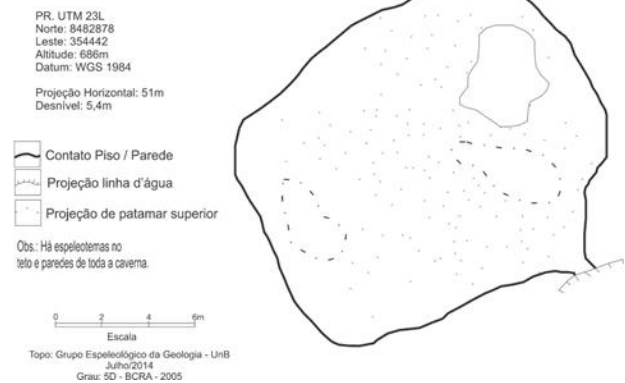 PR. UTM 23L
Norte: 8482878
Leste: 354442
Altitude: 686m
Datum: WGS 1984
Projeção Horizontal: 51m
Desnível: 5,4m
Contato Piso / Parede
Projeção linha d'água
Projeção de patamar superior
Obs.: Há espeleotemas no
teto e paredes de toda a caverna.
0 2 4 6m
Escala
Topo: Grupo Espeleológico da Geologia - UnB
Julho/2014
Grau: 5D - BCRA - 2005